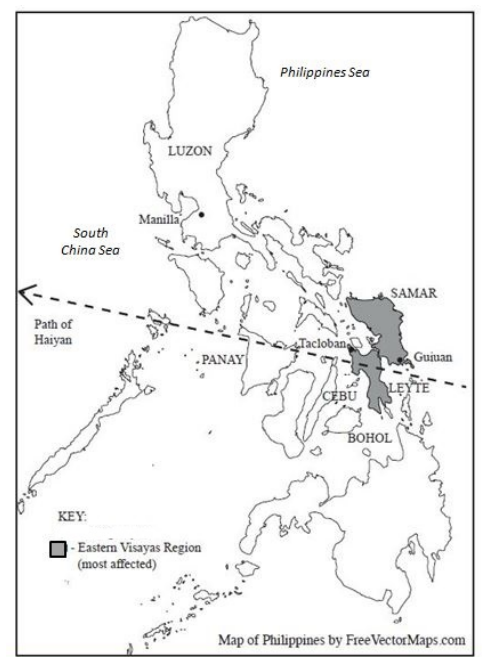 Philippines Sea
LUZON
Manilla
South
China Sea
SAMAR
Path of
Haiyan
Tacloban
Guiuan
PANAY
CEBU
LEYTE
BOHOL
KEY:
- Eastern Visayas Region
(most affected)
Map of Philippines by FreeVectorMaps.com